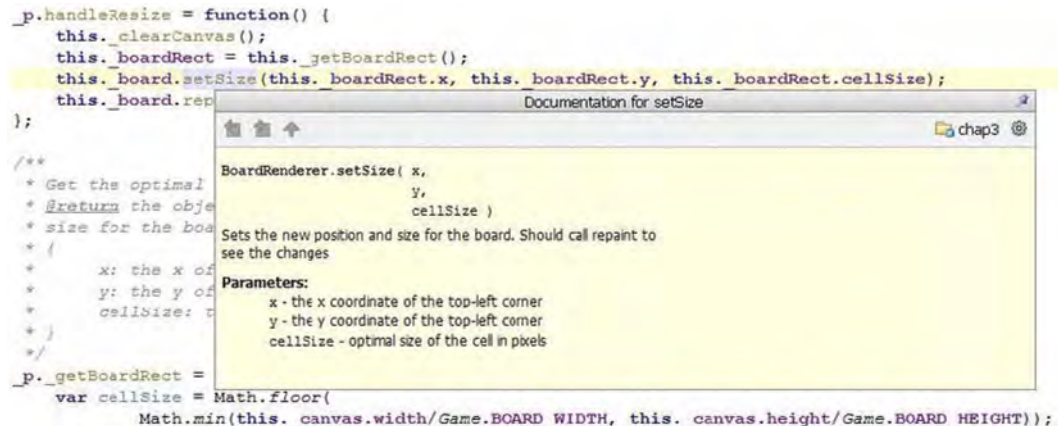 _p.handleResize = function() {
this._clearCanvas();
this._boardRect = this._getBoardRect();
this._board.setSize(this._boardRect.x, this._boardRect.y, this._boardRect.cellSize);
this._board.rep
};
Documentation for setSize
chap3
/**
* Get the optimal
* @return the obje
* size for the boa
* {
* x: the x of
* y: the y of
* cellSize: t
* }
*/
BoardRenderer.setSize( x,
y,
cellSize )
Sets the new position and size for the board. Should call repaint to
see the changes
Parameters:
x - the x coordinate of the top-left corner
y - the y coordinate of the top-left corner
cellSize - optimal size of the cell in pixels
_p._getBoardRect =
var cellSize = Math.floor(
Math.min(this._canvas.width/Game.BOARD_WIDTH, this._canvas.height/Game.BOARD_HEIGHT));